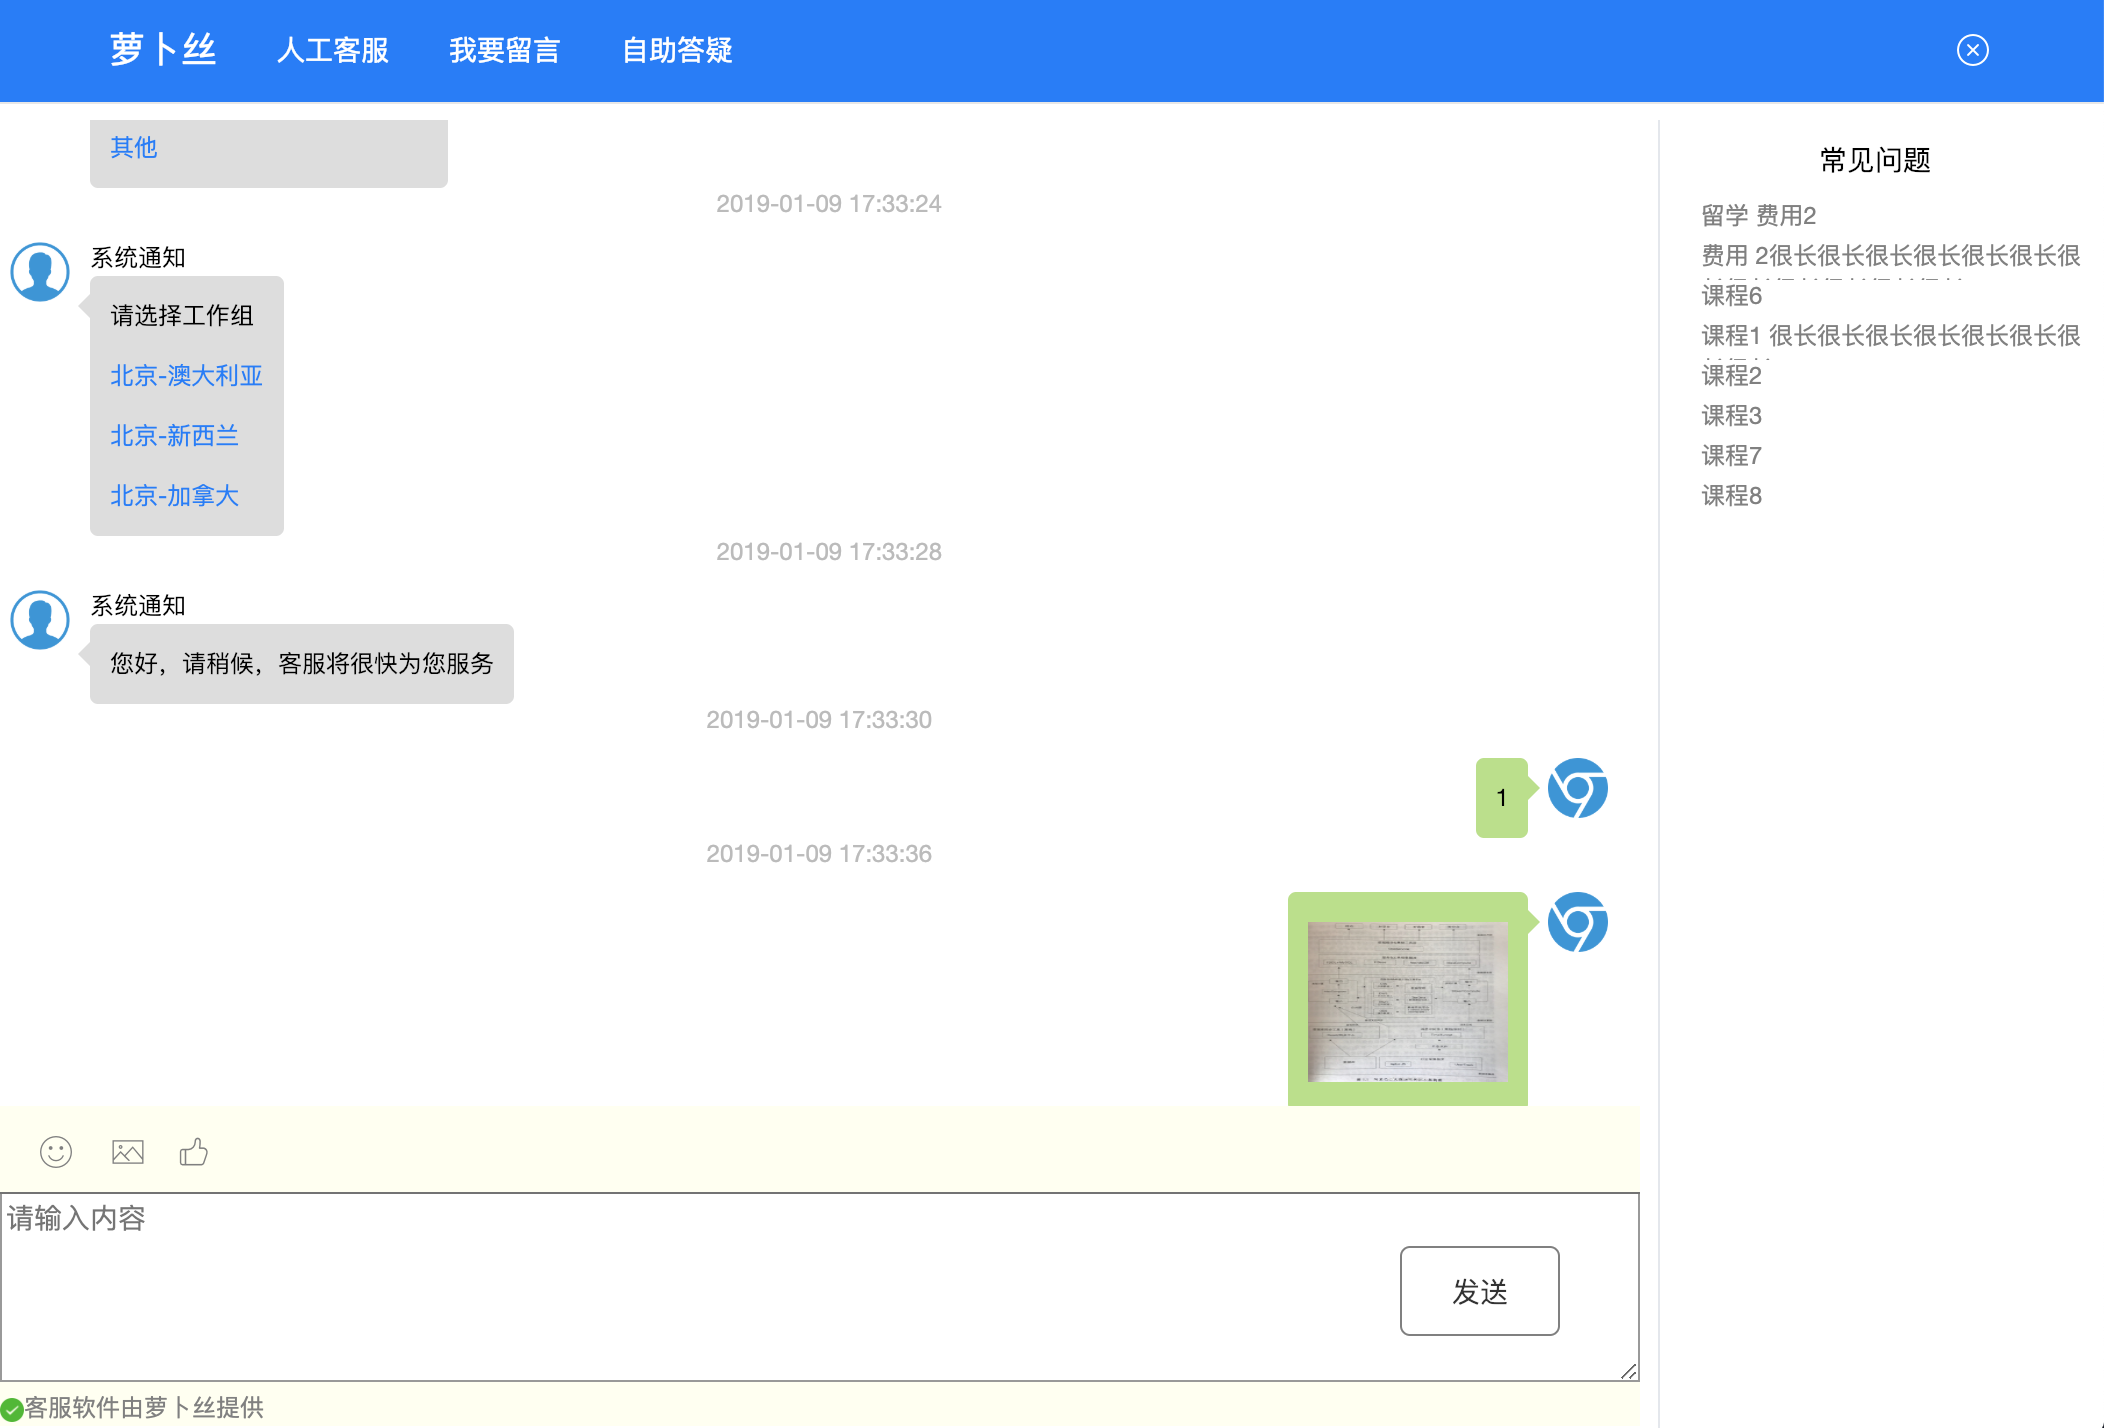 萝卜丝 人工客服 我要留言 自助答疑
其他
2019-01-09 17:33:24
系统通知
请选择工作组
北京-澳大利亚
北京-新西兰
北京-加拿大
2019-01-09 17:33:28
系统通知
您好，请稍候，客服将很快为您服务
2019-01-09 17:33:30
1
2019-01-09 17:33:36
请输入内容
发送
客服软件由萝卜丝提供
常见问题
留学 费用2
费用 2很长很长很长很长很长很长很
课程6
课程1 很长很长很长很长很长很长很
课程2
课程3
课程7
课程8